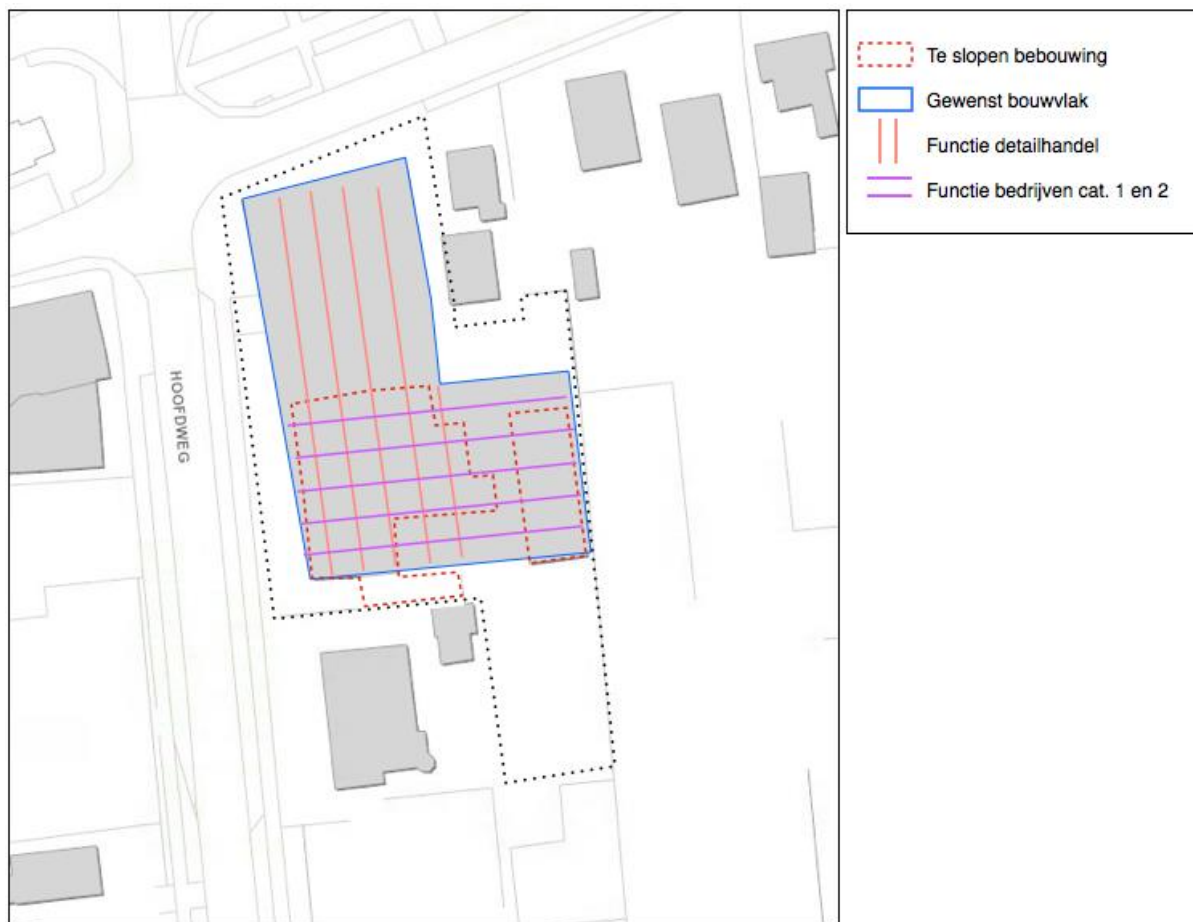 Te slopen bebouwing
Gewenst bouwvlak
Functie detailhandel
Functie bedrijven cat. 1 en 2
HOOFDWEG